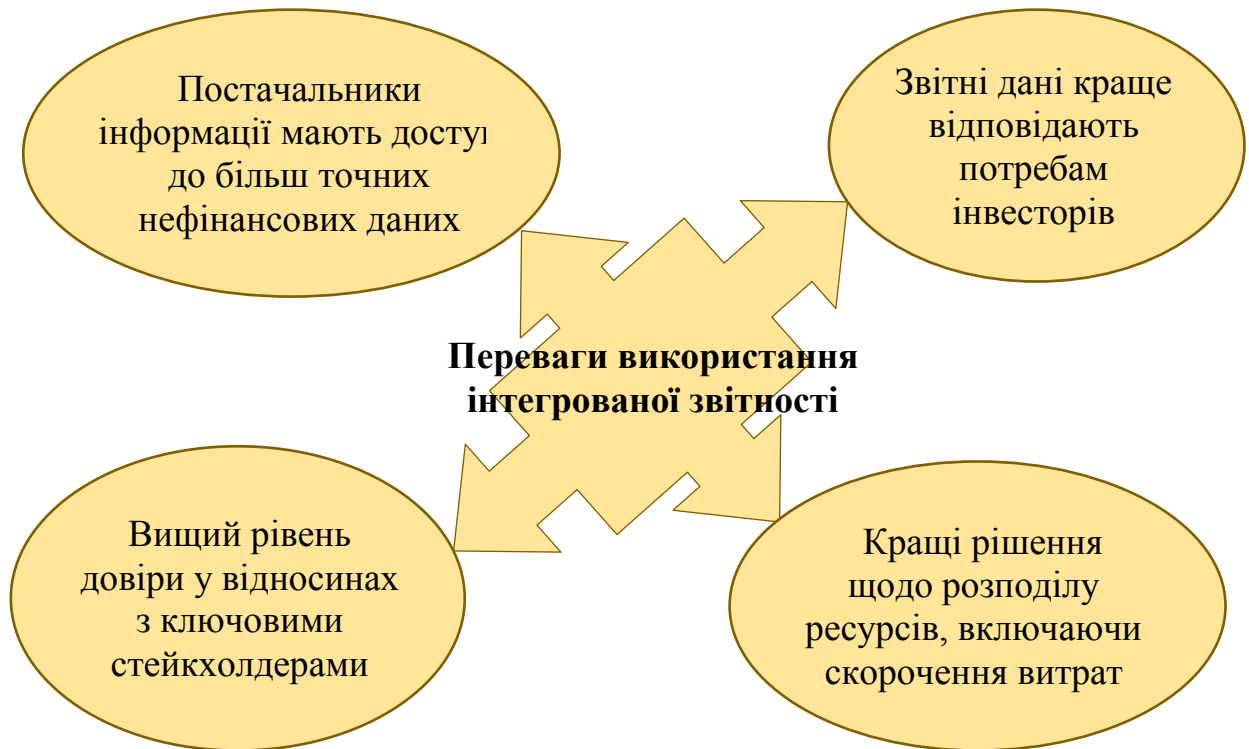 Постачальники
інформації мають доступ
до більш точних
нефінансових даних
Звітні дані краще
відповідають
потребам
інвесторів
Переваги використання
інтегрованої звітності
Вищий рівень
довіри у відносинах
з ключовими
стейкхолдерами
Кращі рішення
щодо розподілу
ресурсів, включаючи
скорочення витрат